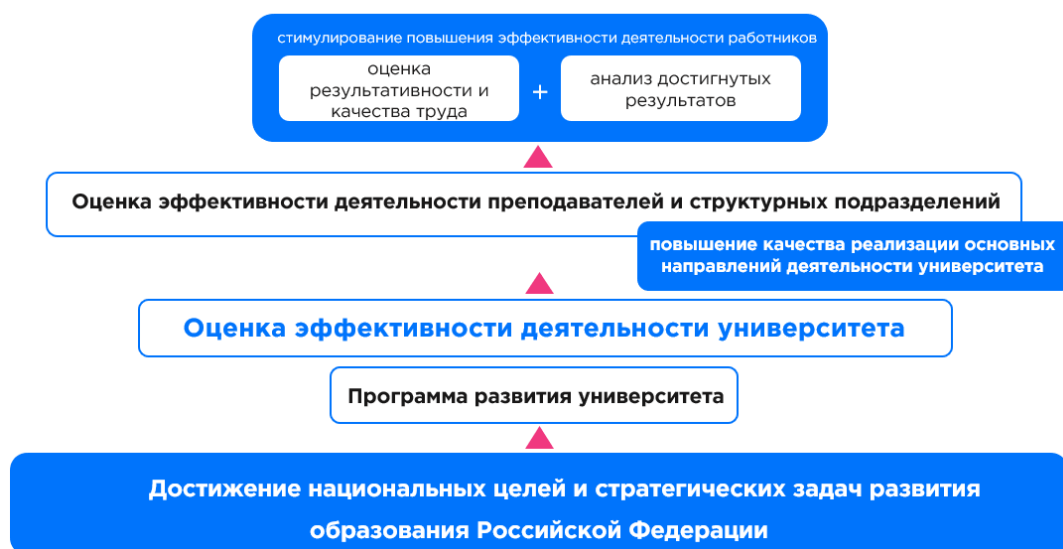 стимулирование повышения эффективности деятельности работников
оценка
результативности и
качества труда
+
анализ достигнутых
результатов
Оценка эффективности деятельности преподавателей и структурных подразделений
повышение качества реализации основных
направлений деятельности университета
Оценка эффективности деятельности университета
Программа развития университета
Достижение национальных целей и стратегических задач развития
образования Российской Федерации